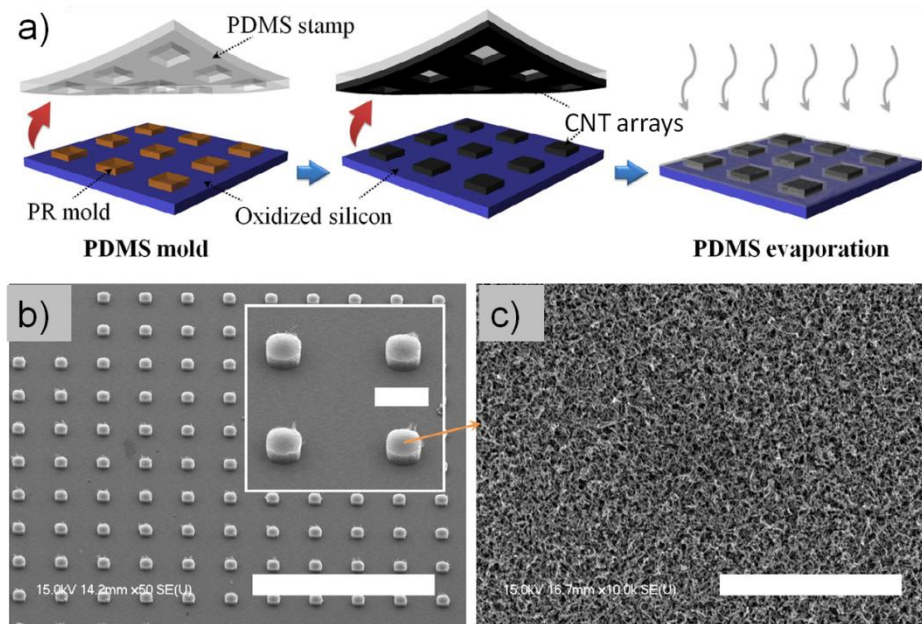 a)
PDMS stamp
CNT arrays
PR mold
Oxidized silicon
PDMS mold
PDMS evaporation
b)
c)
15.0kV 14.2mm x50 SE(U)
15.0kV 16.7mm x10.0k SE(U)